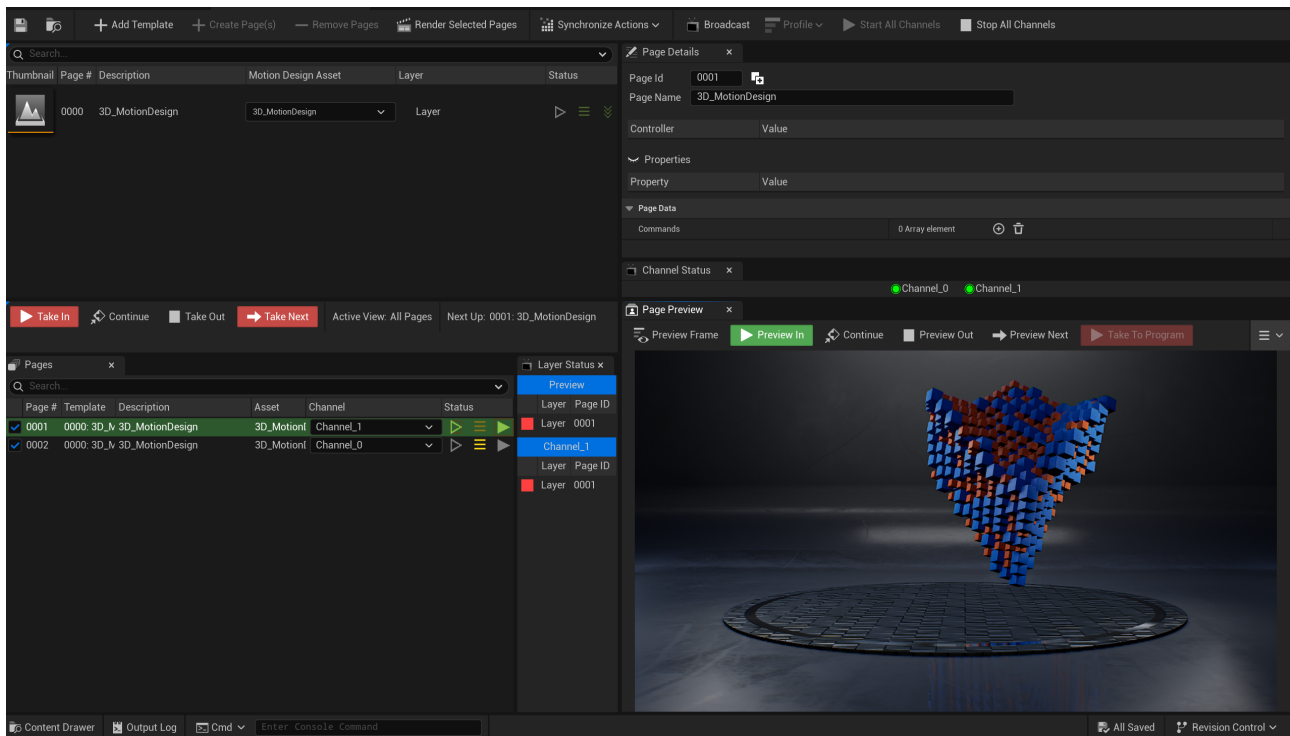 Add Template Create Page(s) Remove Pages Render Selected Pages Synchronize Actions Broadcast Profile Start All Channels Stop All Channels
Search...
Thumbnail Page # Description Motion Design Asset Layer Status
0000 3D_MotionDesign 3D_MotionDesign Layer
Page Details
Page Id 0001
Page Name 3D_MotionDesign
Controller Value
Properties
Property Value
Page Data
Commands 0 Array element
Channel Status
Channel_0 Channel_1
Take In Continue Take Out Take Next Active View: All Pages Next Up: 0001: 3D_MotionDesign
Pages
Search...
Page # Template Description Asset Channel Status
0001 0000: 3D_M 3D_MotionDesign 3D_Motion Channel_1
0002 0000: 3D_M 3D_MotionDesign 3D_Motion Channel_0
Layer Status
Preview
Layer Page ID
Layer 0001
Channel_1
Layer Page ID
Layer 0001
Page Preview
Preview Frame Preview In Continue Preview Out Preview Next Take To Program
Content Drawer Output Log Cmd Enter Console Command All Saved Revision Control